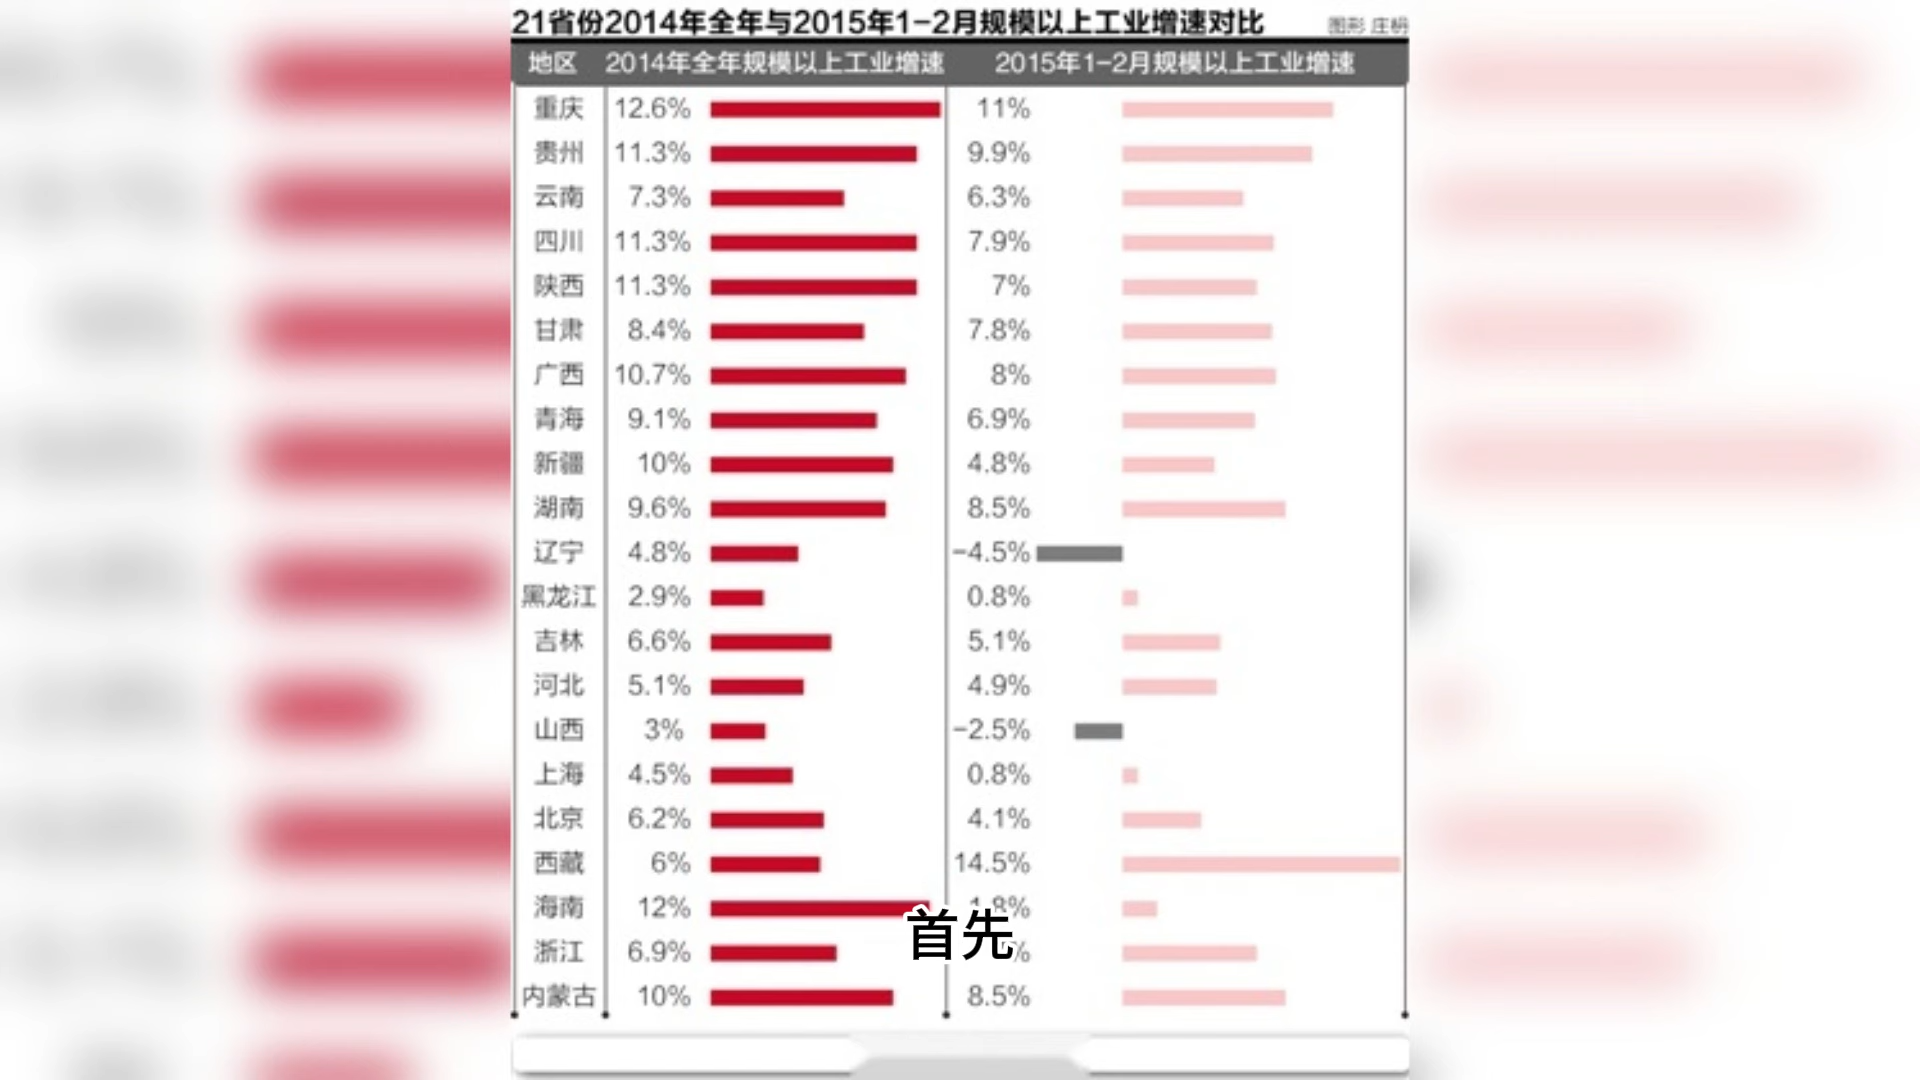 21省份2014年全年与2015年1-2月规模以上工业增速对比
图形 庄枬
地区 2014年全年规模以上工业增速 2015年1-2月规模以上工业增速
重庆 12.6% 11%
贵州 11.3% 9.9%
云南 7.3% 6.3%
四川 11.3% 7.9%
陕西 11.3% 7%
甘肃 8.4% 7.8%
广西 10.7% 8%
青海 9.1% 6.9%
新疆 10% 4.8%
湖南 9.6% 8.5%
辽宁 4.8% -4.5%
黑龙江 2.9% 0.8%
吉林 6.6% 5.1%
河北 5.1% 4.9%
山西 3% -2.5%
上海 4.5% 0.8%
北京 6.2% 4.1%
西藏 6% 14.5%
海南 12% 1.8%
首先
浙江 6.9% %
内蒙古 10% 8.5%